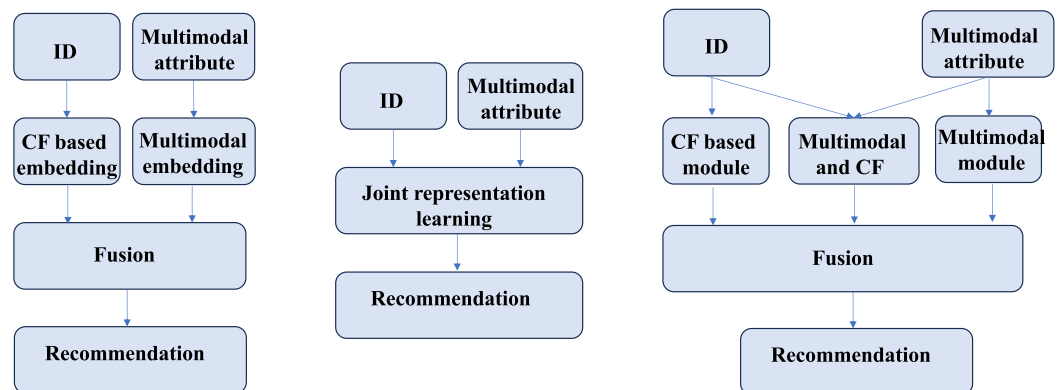 ID
Multimodal
attribute
CF based
embedding
Multimodal
embedding
Fusion
Recommendation
ID
Multimodal
attribute
Joint representation
learning
Recommendation
ID
Multimodal
attribute
CF based
module
Multimodal
and CF
Multimodal
module
Fusion
Recommendation